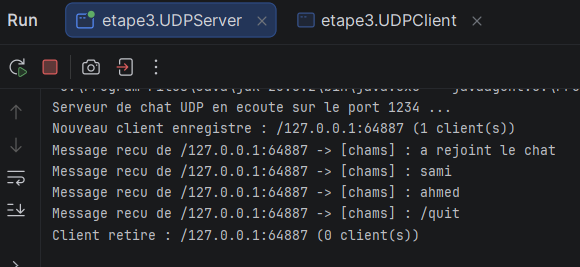 Run
etape3.UDPServer
etape3.UDPClient
Serveur de chat UDP en ecoute sur le port 1234 ...
Nouveau client enregistre : /127.0.0.1:64887 (1 client(s))
Message recu de /127.0.0.1:64887 -> [chams] : a rejoint le chat
Message recu de /127.0.0.1:64887 -> [chams] : sami
Message recu de /127.0.0.1:64887 -> [chams] : ahmed
Message recu de /127.0.0.1:64887 -> [chams] : /quit
Client retire : /127.0.0.1:64887 (0 client(s))